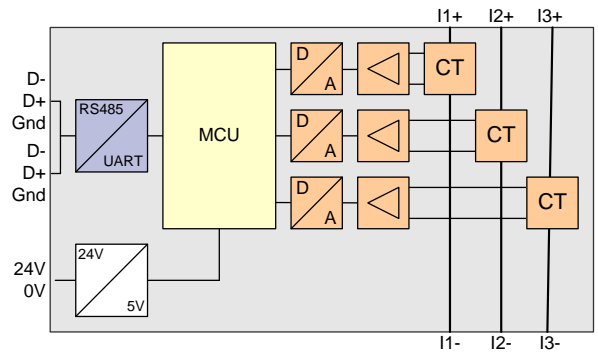 I1+ I2+ I3+
D-
D+
Gnd
D-
D+
Gnd
RS485
UART
MCU
D
A
CT
D
A
CT
D
A
CT
24V
0V
24V
5V
I1- I2- I3-